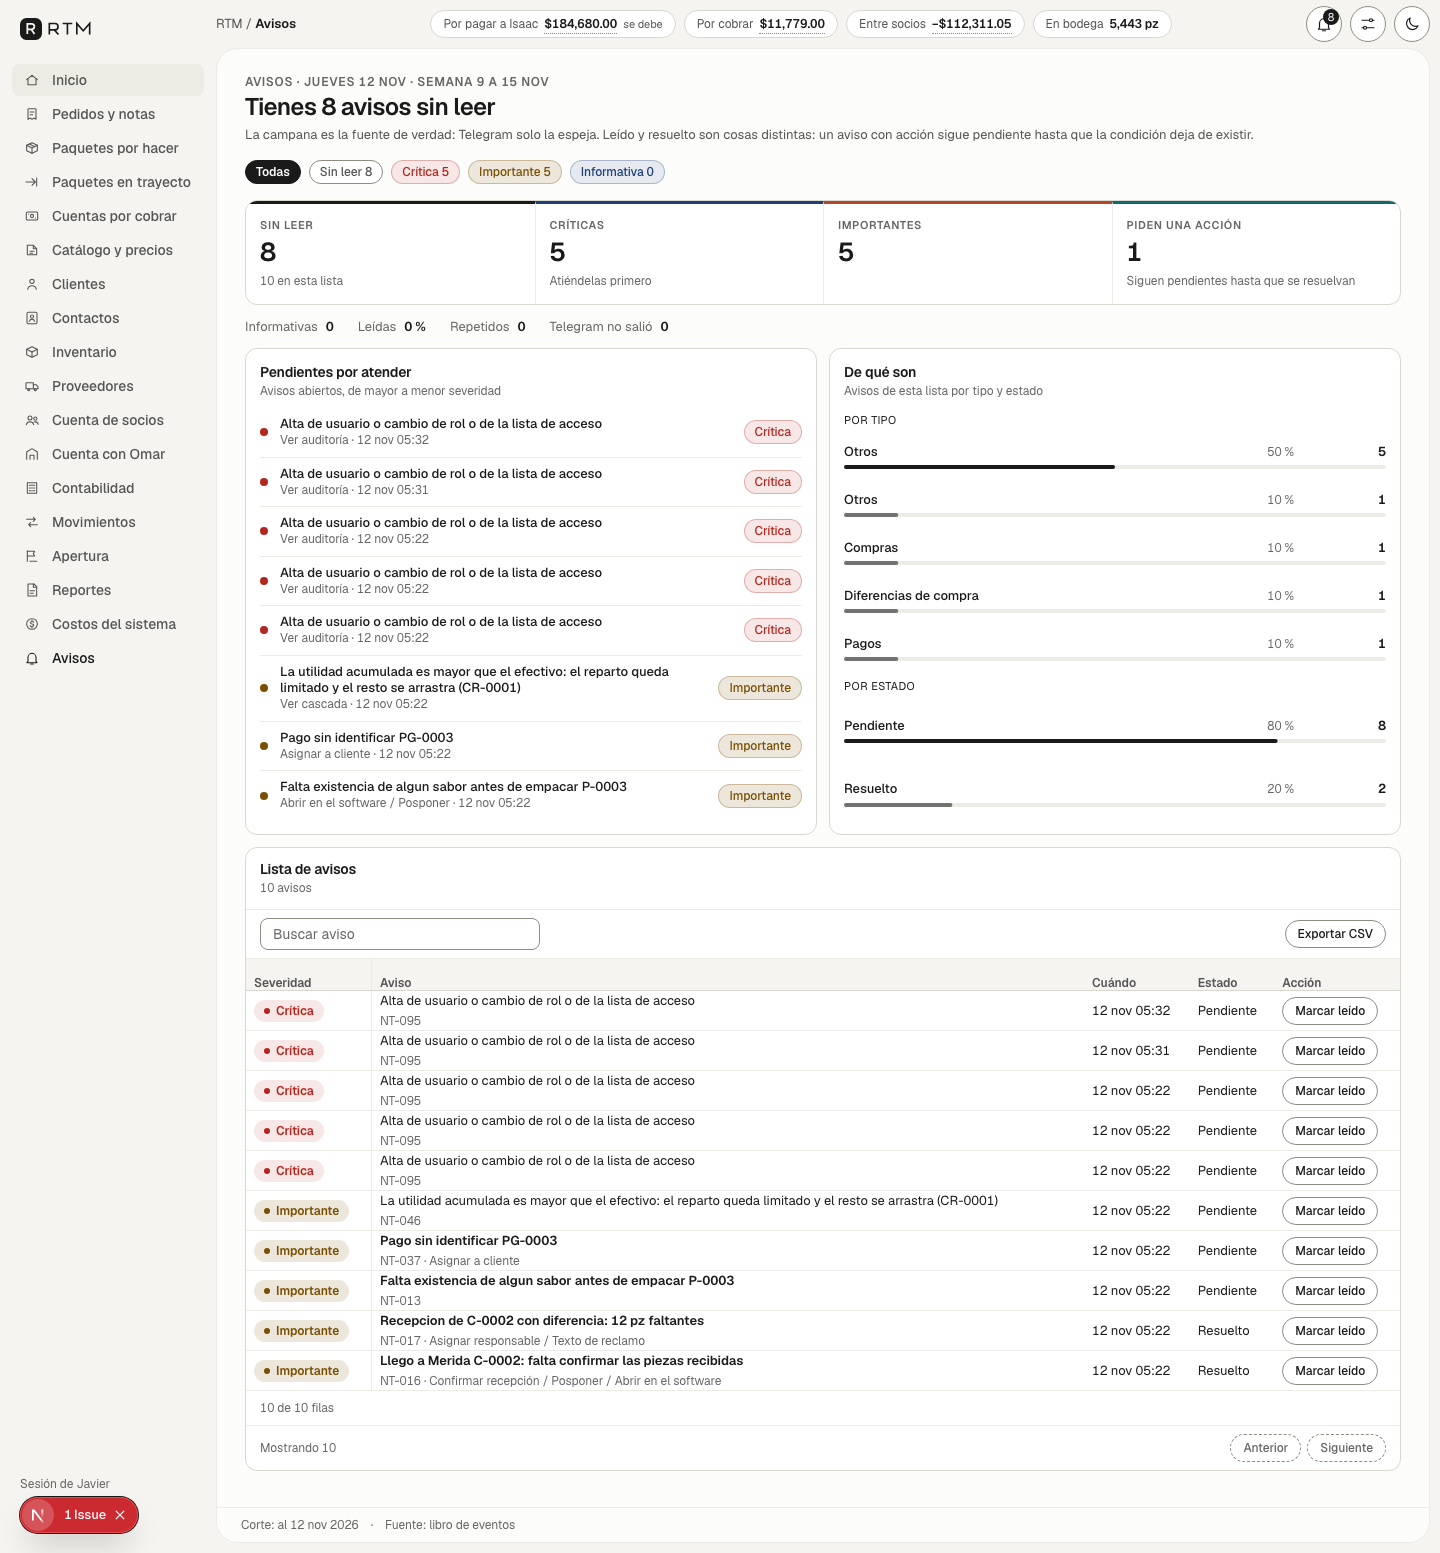 R RTM
RTM / Avisos
Por pagar a Isaac $184,680.00 se debe
Por cobrar $11,779.00
Entre socios −$112,311.05
En bodega 5,443 pz
8
Inicio
Pedidos y notas
Paquetes por hacer
Paquetes en trayecto
Cuentas por cobrar
Catálogo y precios
Clientes
Contactos
Inventario
Proveedores
Cuenta de socios
Cuenta con Omar
Contabilidad
Movimientos
Apertura
Reportes
Costos del sistema
Avisos
Sesión de Javier
N 1 Issue
AVISOS · JUEVES 12 NOV · SEMANA 9 A 15 NOV
Tienes 8 avisos sin leer
La campana es la fuente de verdad: Telegram solo la espeja. Leído y resuelto son cosas distintas: un aviso con acción sigue pendiente hasta que la condición deja de existir.
Todas Sin leer 8 Crítica 5 Importante 5 Informativa 0
SIN LEER
8
10 en esta lista
CRÍTICAS
5
Atiéndelas primero
IMPORTANTES
5
PIDEN UNA ACCIÓN
1
Siguen pendientes hasta que se resuelvan
Informativas 0 Leídas 0 % Repetidos 0 Telegram no salió 0
Pendientes por atender
Avisos abiertos, de mayor a menor severidad
Alta de usuario o cambio de rol o de la lista de acceso
Ver auditoría · 12 nov 05:32
Crítica
Alta de usuario o cambio de rol o de la lista de acceso
Ver auditoría · 12 nov 05:31
Crítica
Alta de usuario o cambio de rol o de la lista de acceso
Ver auditoría · 12 nov 05:22
Crítica
Alta de usuario o cambio de rol o de la lista de acceso
Ver auditoría · 12 nov 05:22
Crítica
Alta de usuario o cambio de rol o de la lista de acceso
Ver auditoría · 12 nov 05:22
Crítica
La utilidad acumulada es mayor que el efectivo: el reparto queda
limitado y el resto se arrastra (CR-0001)
Ver cascada · 12 nov 05:22
Importante
Pago sin identificar PG-0003
Asignar a cliente · 12 nov 05:22
Importante
Falta existencia de algun sabor antes de empacar P-0003
Abrir en el software / Posponer · 12 nov 05:22
Importante
De qué son
Avisos de esta lista por tipo y estado
POR TIPO
Otros 50 % 5
Otros 10 % 1
Compras 10 % 1
Diferencias de compra 10 % 1
Pagos 10 % 1
POR ESTADO
Pendiente 80 % 8
Resuelto 20 % 2
Lista de avisos
10 avisos
Buscar aviso
Exportar CSV
Severidad Aviso Cuándo Estado Acción
Crítica Alta de usuario o cambio de rol o de la lista de acceso 12 nov 05:32 Pendiente Marcar leído
NT-095
Crítica Alta de usuario o cambio de rol o de la lista de acceso 12 nov 05:31 Pendiente Marcar leído
NT-095
Crítica Alta de usuario o cambio de rol o de la lista de acceso 12 nov 05:22 Pendiente Marcar leído
NT-095
Crítica Alta de usuario o cambio de rol o de la lista de acceso 12 nov 05:22 Pendiente Marcar leído
NT-095
Crítica Alta de usuario o cambio de rol o de la lista de acceso 12 nov 05:22 Pendiente Marcar leído
NT-095
Importante La utilidad acumulada es mayor que el efectivo: el reparto queda limitado y el resto se arrastra (CR-0001) 12 nov 05:22 Pendiente Marcar leído
NT-046
Importante Pago sin identificar PG-0003 12 nov 05:22 Pendiente Marcar leído
NT-037 · Asignar a cliente
Importante Falta existencia de algun sabor antes de empacar P-0003 12 nov 05:22 Pendiente Marcar leído
NT-013
Importante Recepcion de C-0002 con diferencia: 12 pz faltantes 12 nov 05:22 Resuelto Marcar leído
NT-017 · Asignar responsable / Texto de reclamo
Importante Llego a Merida C-0002: falta confirmar las piezas recibidas 12 nov 05:22 Resuelto Marcar leído
NT-016 · Confirmar recepción / Posponer / Abrir en el software
10 de 10 filas
Mostrando 10
Anterior Siguiente
Corte: al 12 nov 2026 · Fuente: libro de eventos